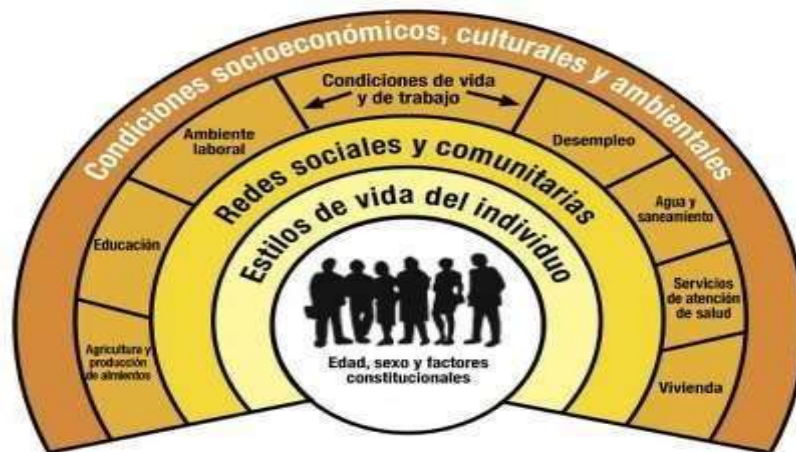 Condiciones socioeconómicos, culturales y ambientales
Condiciones de vida
y de trabajo
Ambiente
laboral
Desempleo
Redes sociales y comunitarias
Agua y
saneamiento
Estilos de vida del individuo
Educación
Servicios
de atención
de salud
Agricultura y
producción
de alimientos
Vivienda
Edad, sexo y factores
constitucionales